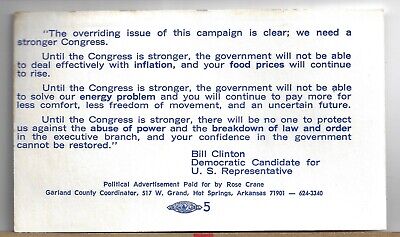 "The overriding issue of this campaign is clear; we need a
stronger Congress.
Until the Congress is stronger, the government will not be able
to deal effectively with inflation, and your food prices will continue
to rise.
Until the Congress is stronger, the government will not be able
to solve our energy problem and you will continue to pay more for
less comfort, less freedom of movement, and an uncertain future.
Until the Congress is stronger, there will be no one to protect
us against the abuse of power and the breakdown of law and order
in the executive branch, and your confidence in the government
cannot be restored."
Bill Clinton
Democratic Candidate for
U. S. Representative
Political Advertisement Paid for by Rose Crane
Garland County Coordinator, 517 W. Grand, Hot Springs, Arkansas 71901 — 624-3340
5